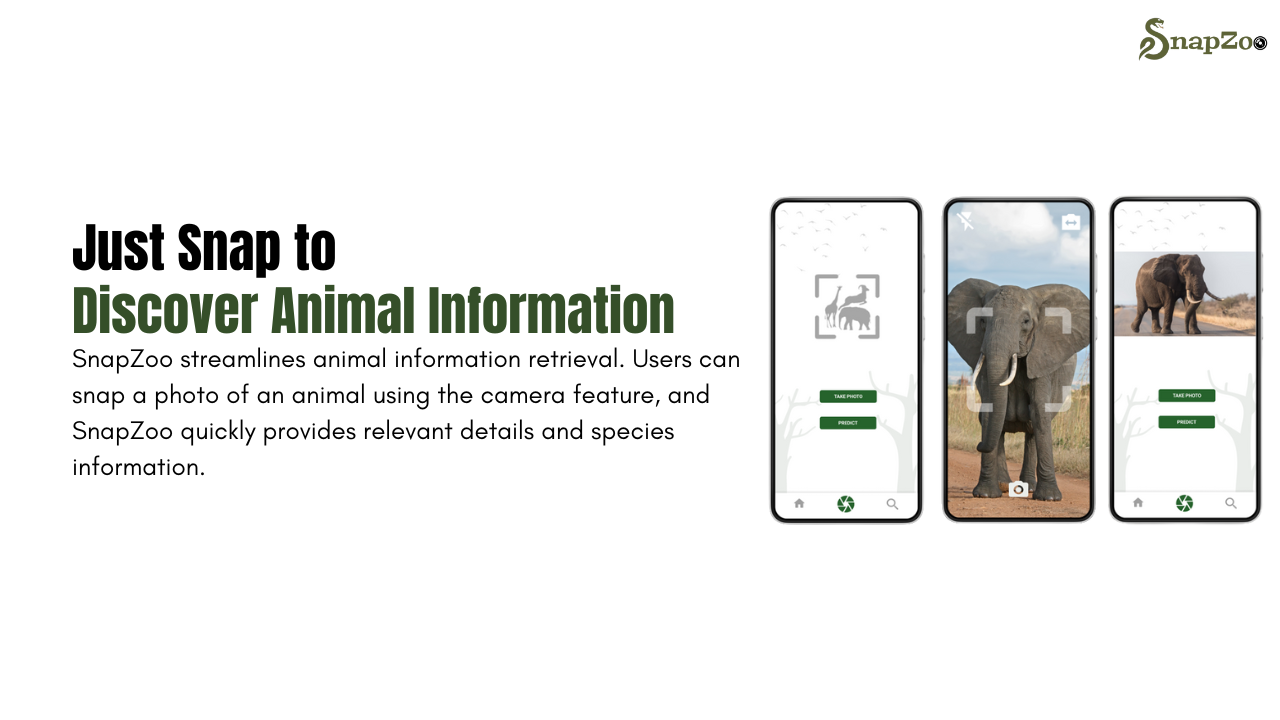 SnapZoo
Just Snap to
Discover Animal Information
SnapZoo streamlines animal information retrieval. Users can
snap a photo of an animal using the camera feature, and
SnapZoo quickly provides relevant details and species
information.
TAKE PHOTO
PREDICT
TAKE PHOTO
PREDICT